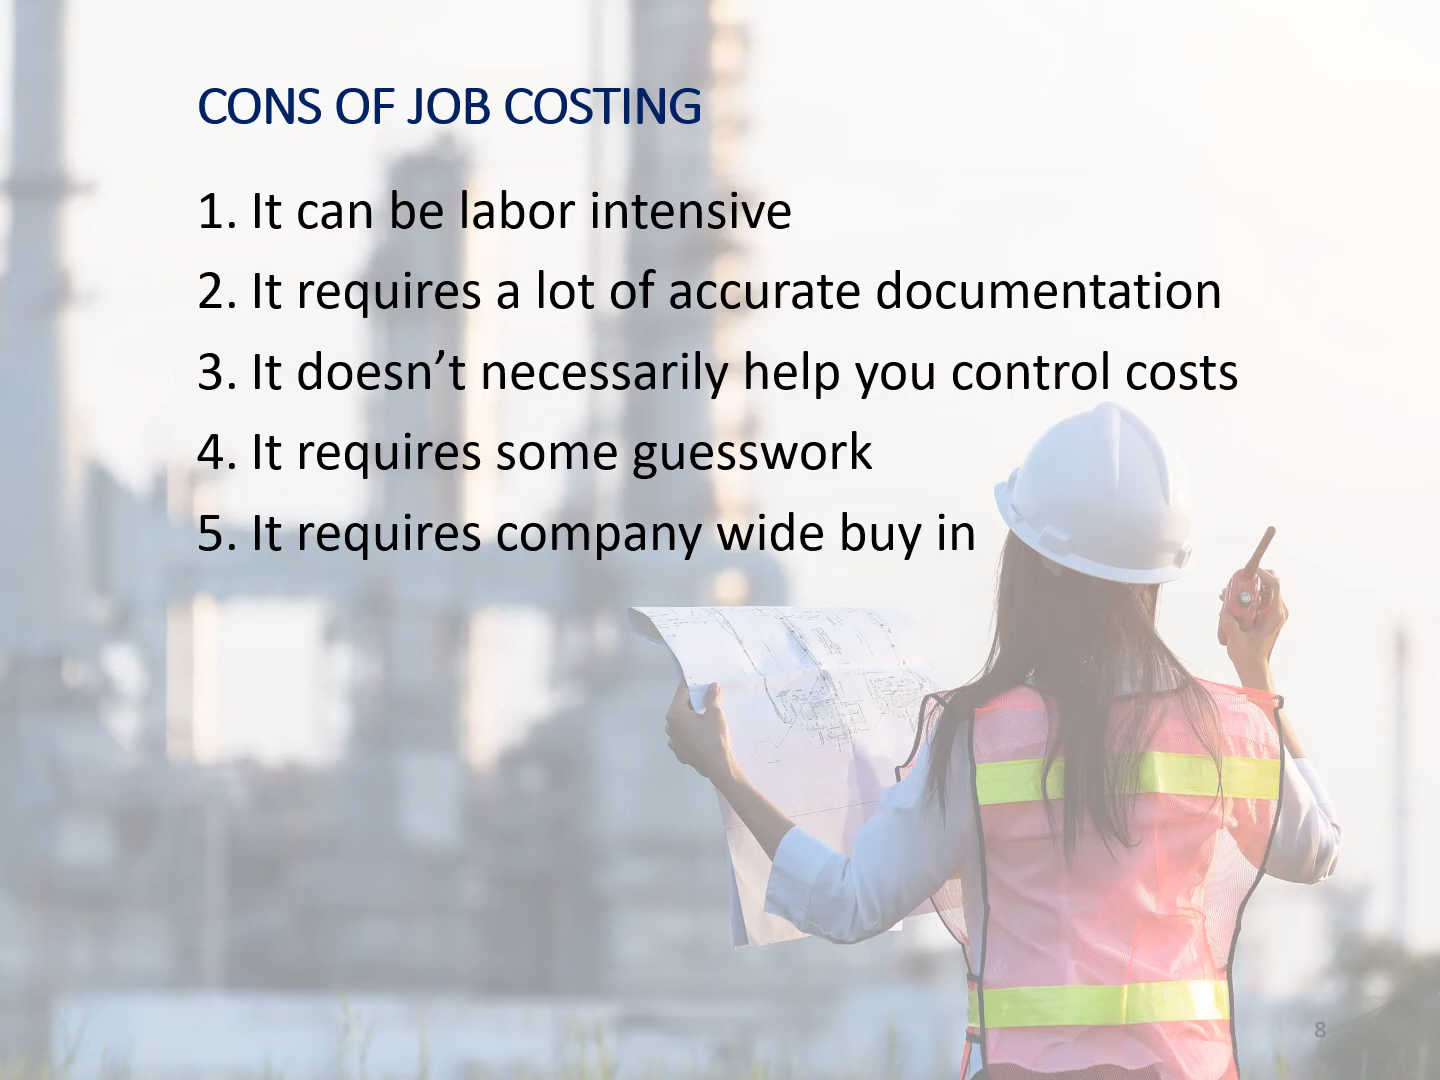 CONS OF JOB COSTING
1. It can be labor intensive
2. It requires a lot of accurate documentation
3. It doesn’t necessarily help you control costs
4. It requires some guesswork
5. It requires company wide buy in
8